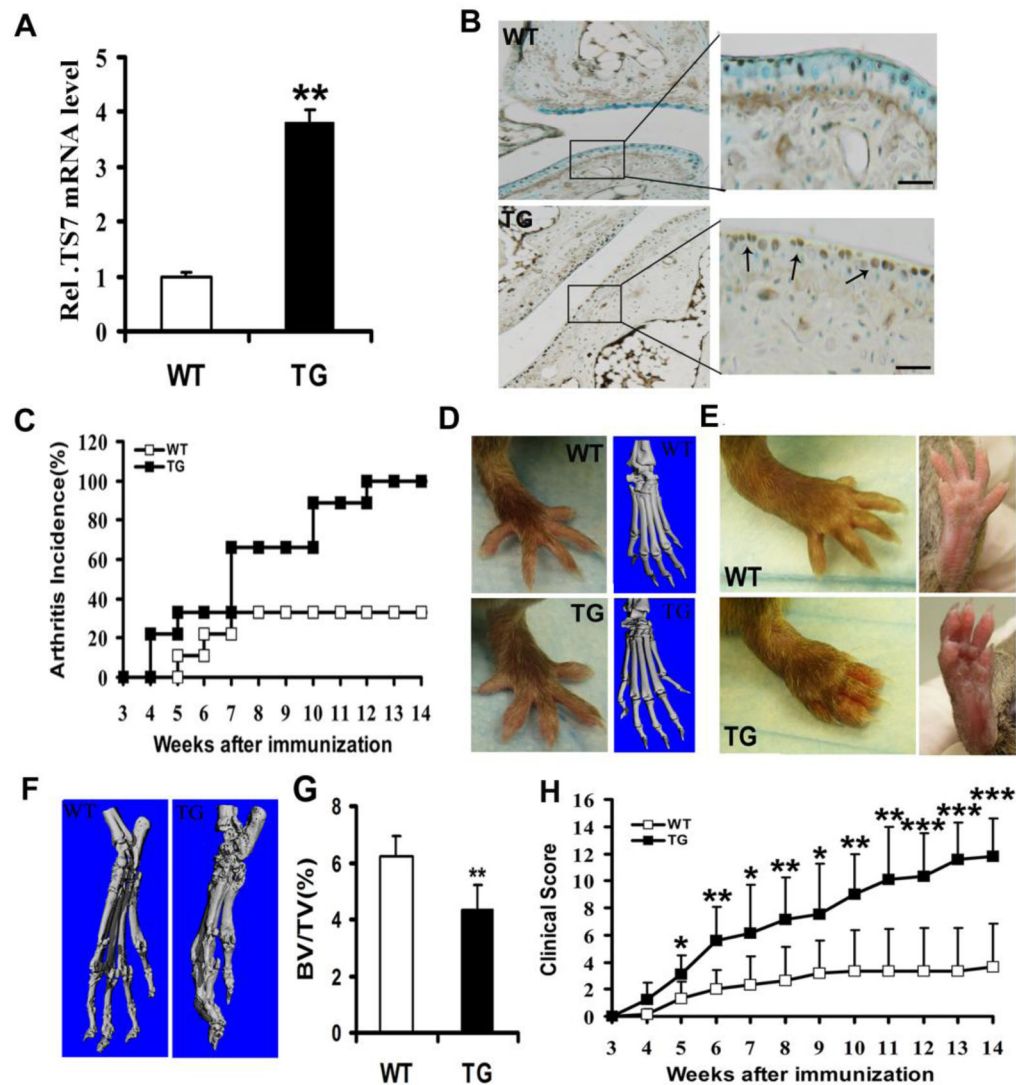 A
Rel.TS7 mRNA level
5
4
3
2
1
0
**
WT
TG
B
WT
TG
C
Arthritis Incidence(%)
120
100
80
60
40
20
0
WT
TG
3 4 5 6 7 8 9 10 11 12 13 14
Weeks after immunization
D
WT
WT
TG
TG
E
WT
TG
F
WT
TG
G
BV/TV(%)
8
6
4
2
0
**
WT
TG
H
Clinical Score
16
14
12
10
8
6
4
2
0
WT
TG
* ** * ** * ** ** *** *** ***
3 4 5 6 7 8 9 10 11 12 13 14
Weeks after immunization